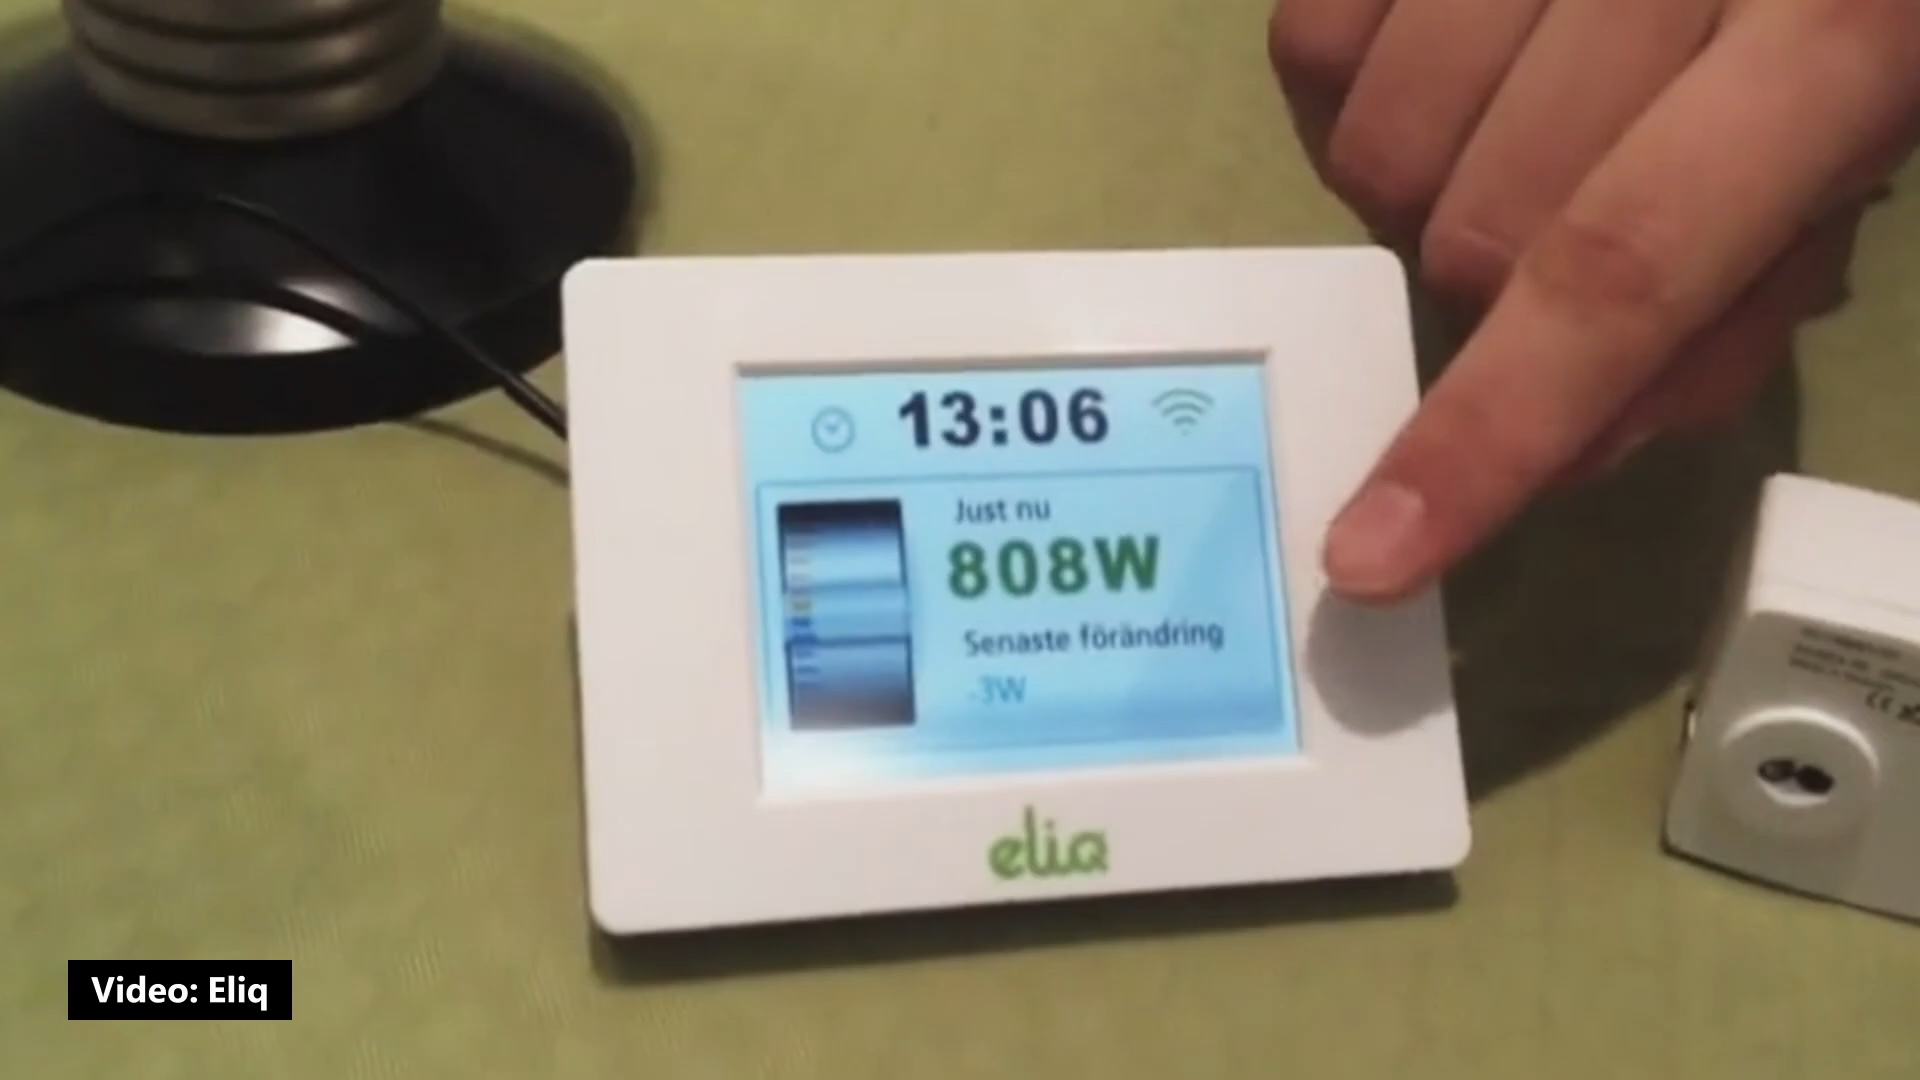 13:06
Just nu
808W
Senaste förändring
-3W
eliq
Video: Eliq